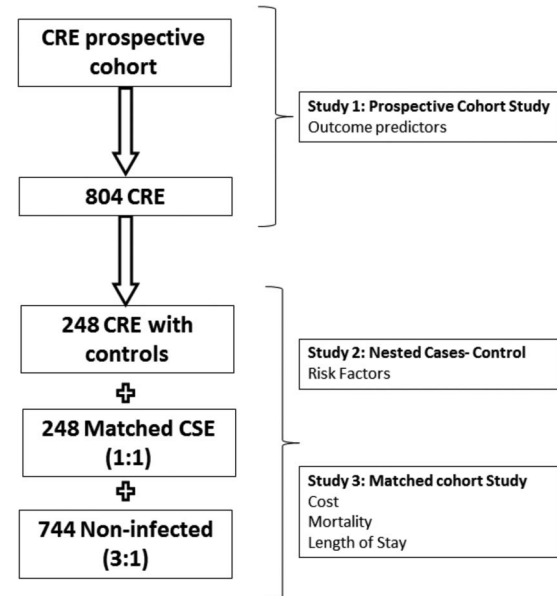 CRE prospective
cohort
804 CRE
248 CRE with
controls
248 Matched CSE
(1:1)
744 Non-infected
(3:1)
Study 1: Prospective Cohort Study
Outcome predictors
Study 2: Nested Cases- Control
Risk Factors
Study 3: Matched cohort Study
Cost
Mortality
Length of Stay